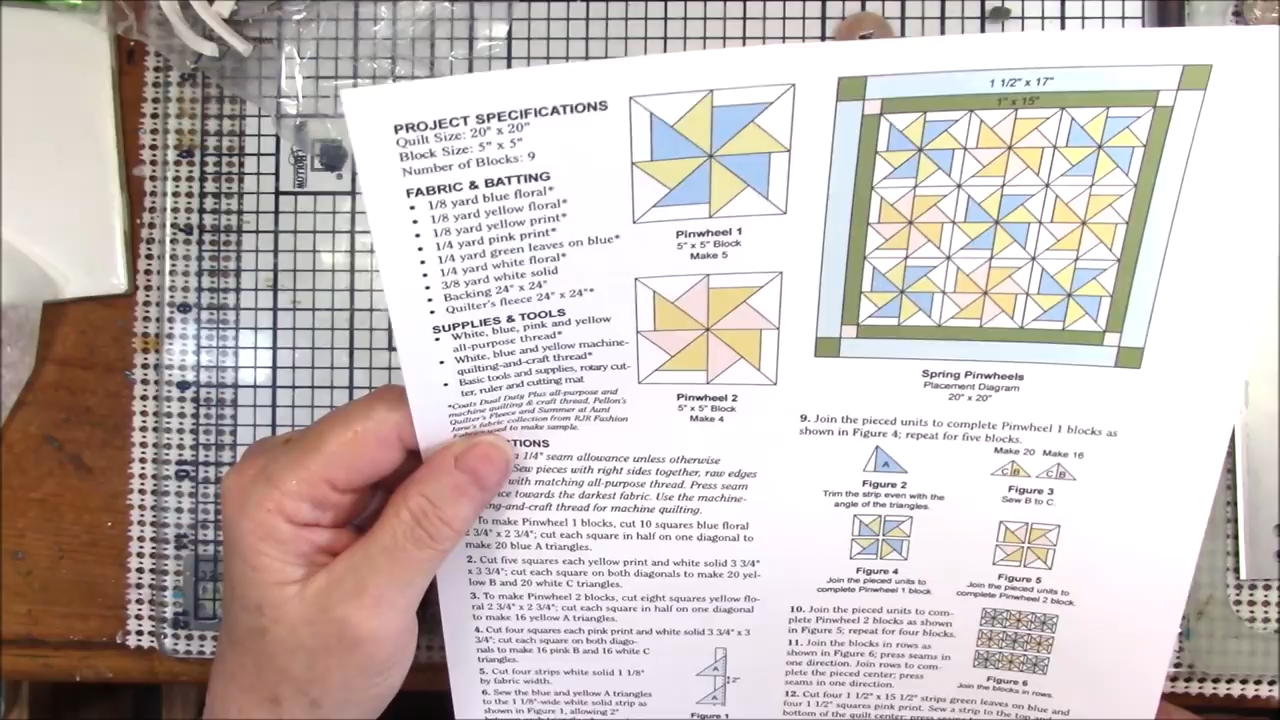 PROJECT SPECIFICATIONS
Quilt Size: 20" x 20"
Block Size: 5" x 5"
Number of Blocks: 9
FABRIC & BATTING
• 1/8 yard blue floral*
• 1/8 yard yellow floral*
• 1/8 yard yellow print*
• 1/4 yard pink print*
• 1/4 yard green leaves on blue*
• 1/4 yard white floral*
• 3/8 yard white solid
• Backing 24" x 24"
• Quilter's fleece 24" x 24"*
SUPPLIES & TOOLS
• White, blue, pink and yellow
all-purpose thread*
• White, blue and yellow machine-
quilting-and-craft thread*
• Basic tools and supplies, rotary cut-
ter, ruler and cutting mat
*Coats Dual Duty Plus all-purpose and
machine quilting & craft thread, Pellon's
Quilter's Fleece and Summer at Aunt
Jane's fabric collection from RJR Fashion
Fabrics used to make sample.
TIONS
a 1/4" seam allowance unless otherwise
Sew pieces with right sides together, raw edges
with matching all-purpose thread. Press seam
ce towards the darkest fabric. Use the machine-
ng-and-craft thread for machine quilting.
To make Pinwheel 1 blocks, cut 10 squares blue floral
2 3/4" x 2 3/4"; cut each square in half on one diagonal to
make 20 blue A triangles.
2. Cut five squares each yellow print and white solid 3 3/4"
x 3 3/4"; cut each square on both diagonals to make 20 yel-
low B and 20 white C triangles.
3. To make Pinwheel 2 blocks, cut eight squares yellow flo-
ral 2 3/4" x 2 3/4"; cut each square in half on one diagonal
to make 16 yellow A triangles.
4. Cut four squares each pink print and white solid 3 3/4" x 3
3/4"; cut each square on both diago-
nals to make 16 pink B and 16 white C
triangles.
5. Cut four strips white solid 1 1/8"
by fabric width.
6. Sew the blue and yellow A triangles
to the 1 1/8"-wide white solid strip as
shown in Figure 1, allowing 2"
A
2"
A
Figure 1
Pinwheel 1
5" x 5" Block
Make 5
Pinwheel 2
5" x 5" Block
Make 4
1 1/2" x 17"
1" x 15"
Spring Pinwheels
Placement Diagram
20" x 20"
9. Join the pieced units to complete Pinwheel 1 blocks as
shown in Figure 4; repeat for five blocks.
A
Figure 2
Trim the strip even with the
angle of the triangles.
Make 20 Make 16
C B C B
Figure 3
Sew B to C.
Figure 4
Join the pieced units to
complete Pinwheel 1 block.
Figure 5
Join the pieced units to
complete Pinwheel 2 block.
10. Join the pieced units to com-
plete Pinwheel 2 blocks as shown
in Figure 5; repeat for four blocks.
11. Join the blocks in rows as
shown in Figure 6; press seams in
one direction. Join rows to com-
plete the pieced center; press
seams in one direction.
Figure 6
Join the blocks in rows.
12. Cut four 1 1/2" x 15 1/2" strips green leaves on blue and
four 1 1/2" squares pink print. Sew a strip to the top and
bottom of the quilt center; press